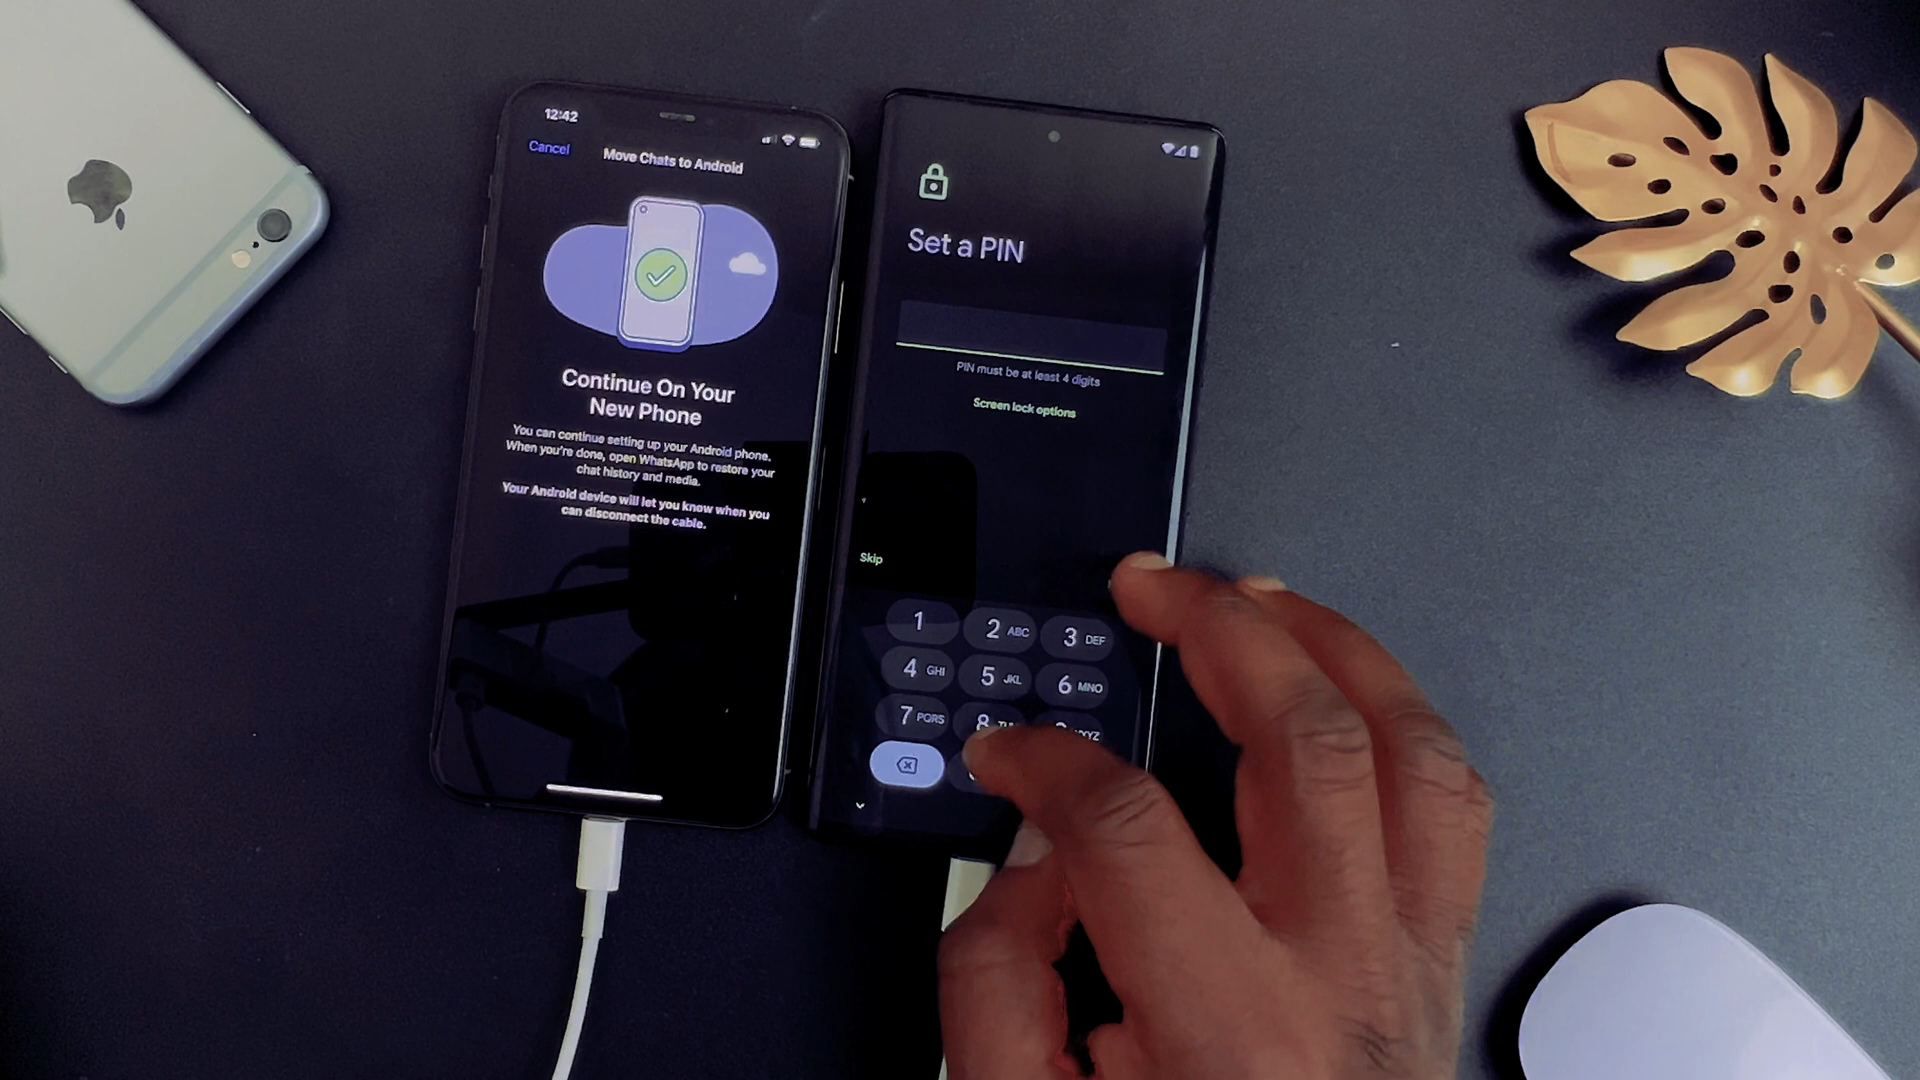 12:42
Cancel
Move Chats to Android
Continue On Your
New Phone
You can continue setting up your Android phone.
When you're done, open WhatsApp to restore your
chat history and media.
Your Android device will let you know when you
can disconnect the cable.
Set a PIN
PIN must be at least 4 digits
Screen lock options
Skip
1
2 ABC
3 DEF
4 GHI
5 JKL
6 MNO
7 PQRS
8